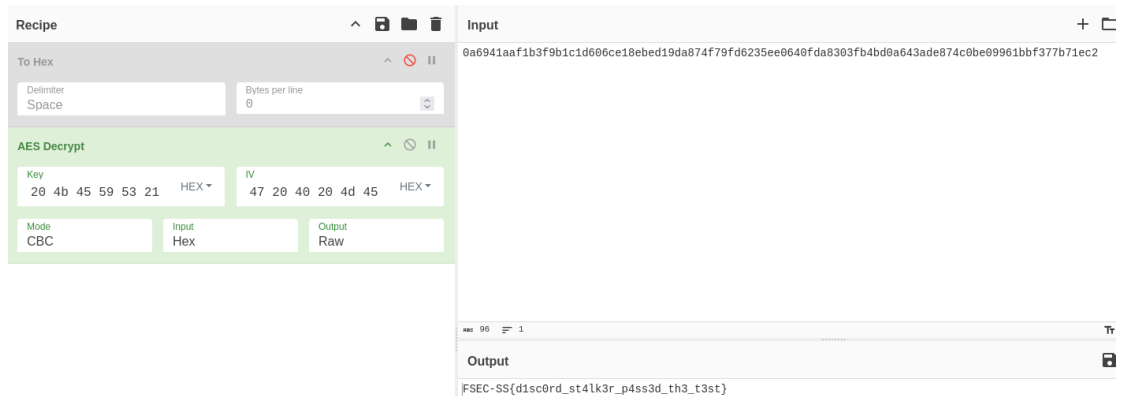 Recipe
To Hex
Delimiter
Space
Bytes per line
0
AES Decrypt
Key
20 4b 45 59 53 21
HEX
IV
47 20 40 20 4d 45
HEX
Mode
CBC
Input
Hex
Output
Raw
Input
0a6941aaf1b3f9b1c1d606ce18ebed19da874f79fd6235ee0640fda8303fb4bd0a643ade874c0be09961bbf377b71ec2
ABC 96 1
Tr
Output
FSEC-SS{d1sc0rd_st4lk3r_p4ss3d_th3_t3st}